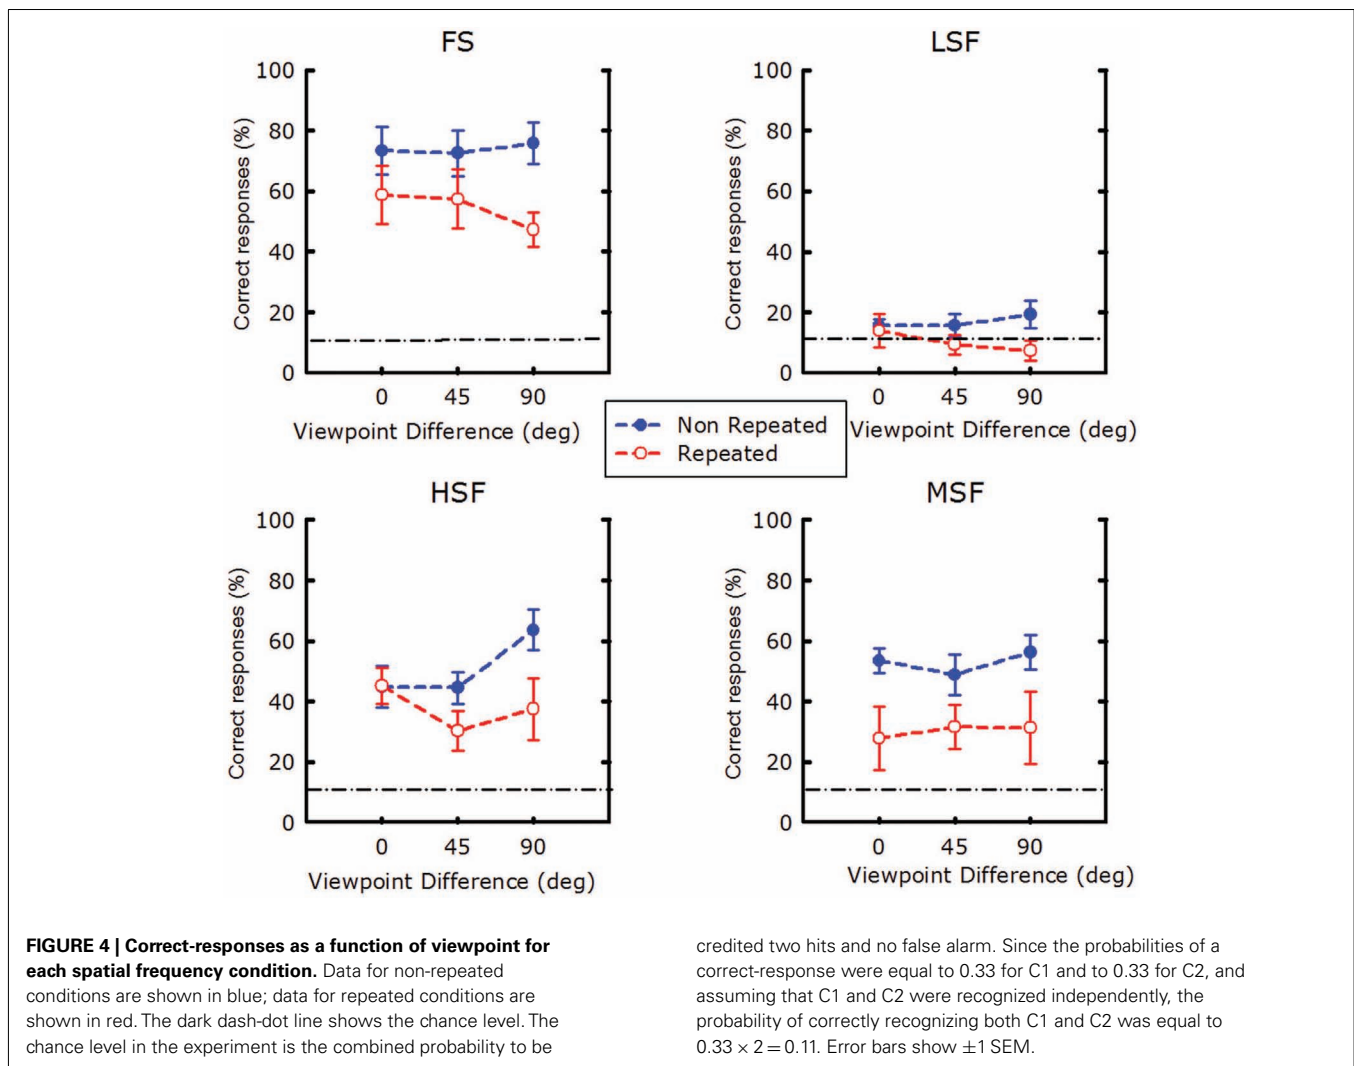 FS
100
80
60
40
20
0
Correct responses (%)
0 45 90
Viewpoint Difference (deg)
LSF
100
80
60
40
20
0
Correct responses (%)
0 45 90
Viewpoint Difference (deg)
Non Repeated
Repeated
HSF
100
80
60
40
20
0
Correct responses (%)
0 45 90
Viewpoint Difference (deg)
MSF
100
80
60
40
20
0
Correct responses (%)
0 45 90
Viewpoint Difference (deg)
FIGURE 4 | Correct-responses as a function of viewpoint for
each spatial frequency condition. Data for non-repeated
conditions are shown in blue; data for repeated conditions are
shown in red. The dark dash-dot line shows the chance level. The
chance level in the experiment is the combined probability to be
credited two hits and no false alarm. Since the probabilities of a
correct-response were equal to 0.33 for C1 and to 0.33 for C2, and
assuming that C1 and C2 were recognized independently, the
probability of correctly recognizing both C1 and C2 was equal to
0.33 × 2 = 0.11. Error bars show ±1 SEM.